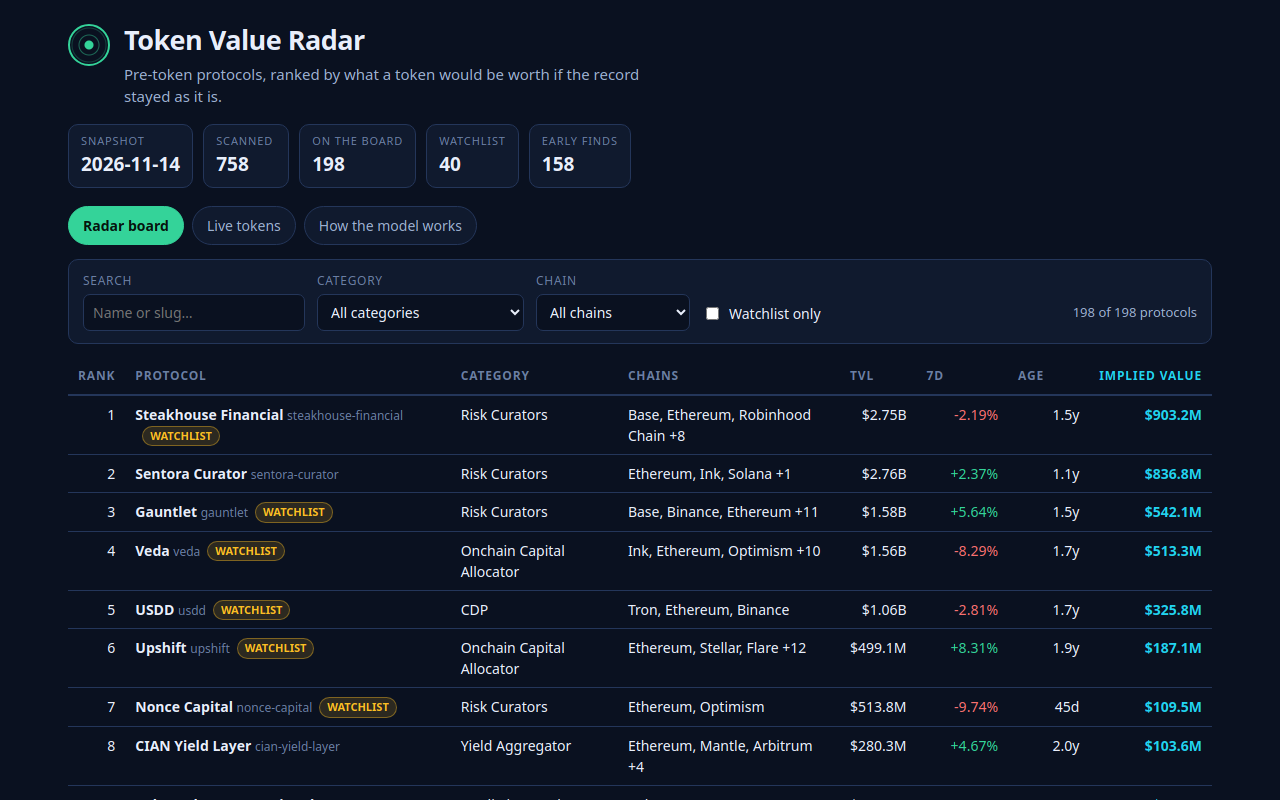 Token Value Radar
Pre-token protocols, ranked by what a token would be worth if the record
stayed as it is.
SNAPSHOT
2026-11-14
SCANNED
758
ON THE BOARD
198
WATCHLIST
40
EARLY FINDS
158
Radar board
Live tokens
How the model works
SEARCH
Name or slug...
CATEGORY
All categories
CHAIN
All chains
Watchlist only
198 of 198 protocols
RANK PROTOCOL CATEGORY CHAINS TVL 7D AGE IMPLIED VALUE
1 Steakhouse Financial steakhouse-financial Risk Curators Base, Ethereum, Robinhood $2.75B -2.19% 1.5y $903.2M
WATCHLIST Chain +8
2 Sentora Curator sentora-curator Risk Curators Ethereum, Ink, Solana +1 $2.76B +2.37% 1.1y $836.8M
3 Gauntlet gauntlet WATCHLIST Risk Curators Base, Binance, Ethereum +11 $1.58B +5.64% 1.5y $542.1M
4 Veda veda WATCHLIST Onchain Capital Ink, Ethereum, Optimism +10 $1.56B -8.29% 1.7y $513.3M
Allocator
5 USDD usdd WATCHLIST CDP Tron, Ethereum, Binance $1.06B -2.81% 1.7y $325.8M
6 Upshift upshift WATCHLIST Onchain Capital Ethereum, Stellar, Flare +12 $499.1M +8.31% 1.9y $187.1M
Allocator
7 Nonce Capital nonce-capital WATCHLIST Risk Curators Ethereum, Optimism $513.8M -9.74% 45d $109.5M
8 CIAN Yield Layer cian-yield-layer Yield Aggregator Ethereum, Mantle, Arbitrum $280.3M +4.67% 2.0y $103.6M
+4